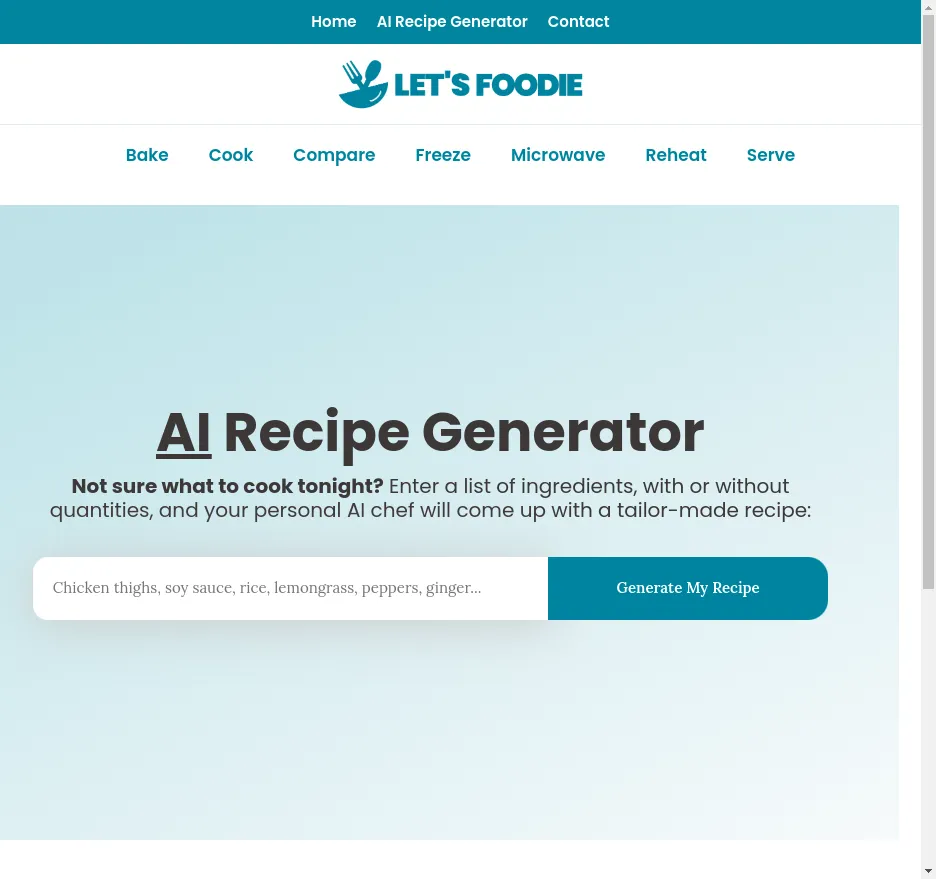 Home AI Recipe Generator Contact
LET'S FOODIE
Bake Cook Compare Freeze Microwave Reheat Serve
AI Recipe Generator
Not sure what to cook tonight? Enter a list of ingredients, with or without
quantities, and your personal AI chef will come up with a tailor-made recipe:
Chicken thighs, soy sauce, rice, lemongrass, peppers, ginger... Generate My Recipe